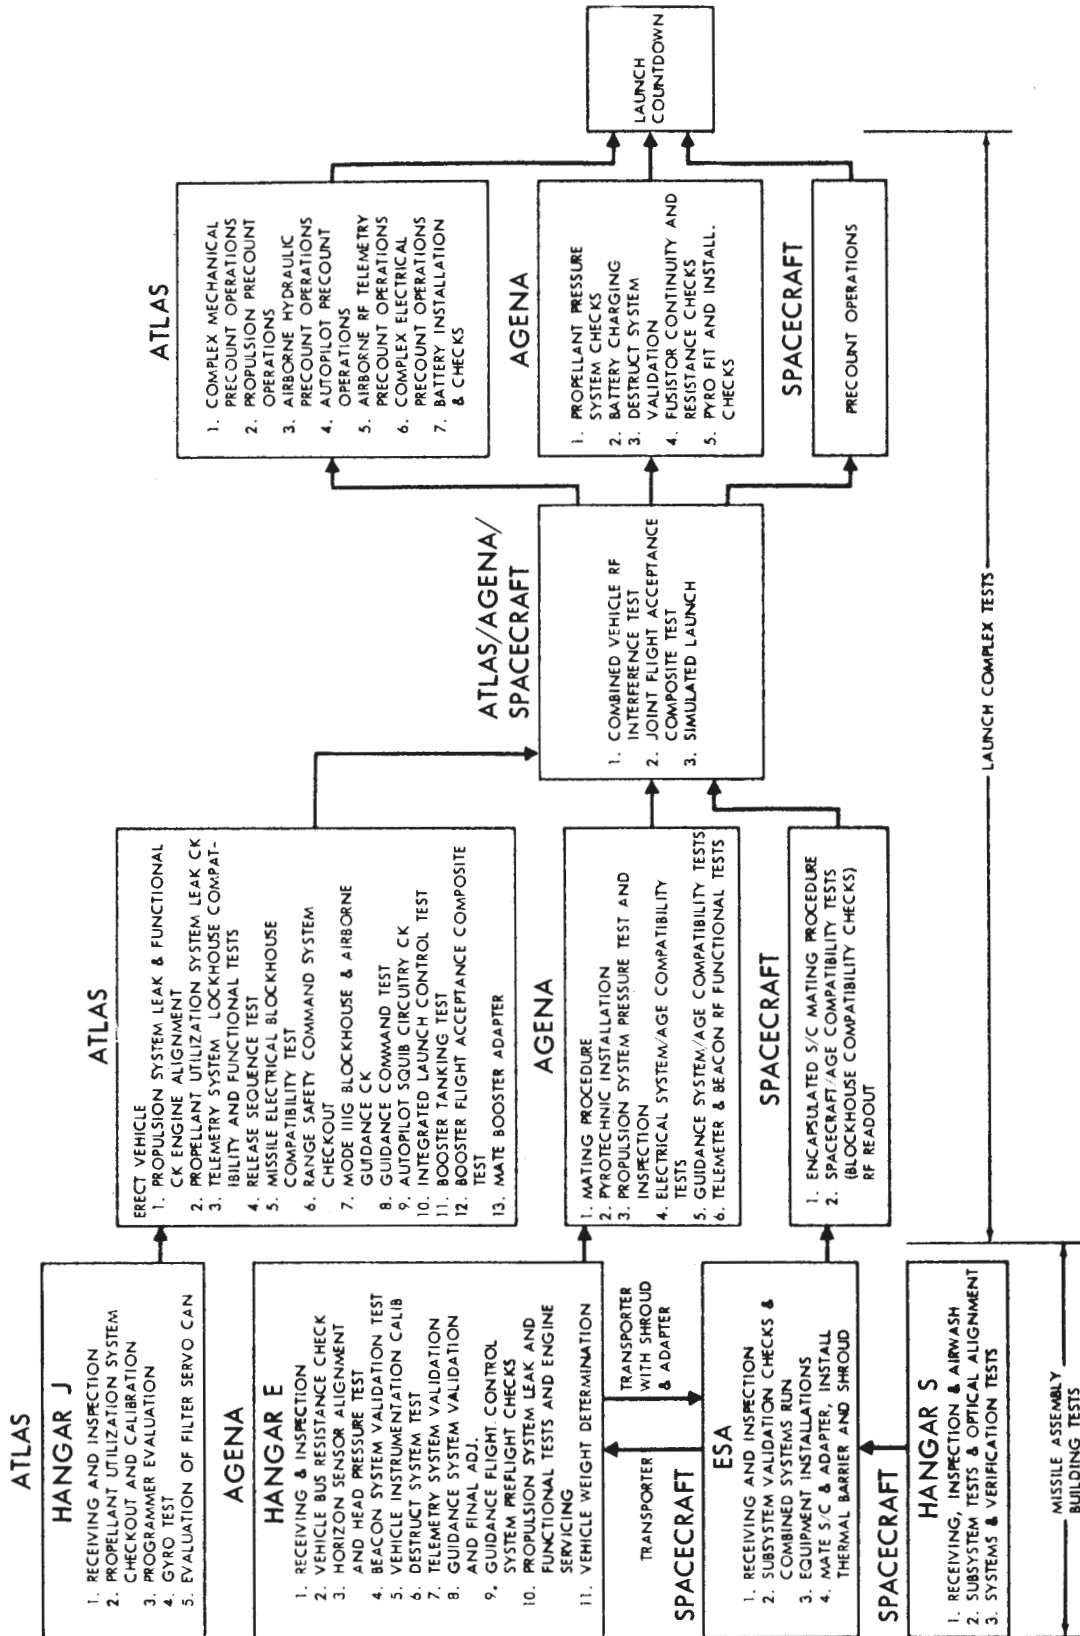 ATLAS
HANGAR J
1. RECEIVING AND INSPECTION
2. PROPELLANT UTILIZATION SYSTEM
CHECKOUT AND CALIBRATION
3. PROGRAMMER EVALUATION
4. GYRO TEST
5. EVALUATION OF FILTER SERVO CAN
AGENA
HANGAR E
1. RECEIVING & INSPECTION
2. VEHICLE BUS RESISTANCE CHECK
3. HORIZON SENSOR ALIGNMENT
AND HEAD PRESSURE TEST
4. BEACON VALIDATION TEST
5. VEHICLE INSTRUMENTATION CALIB
6. DESTRUCT SYSTEM TEST
7. TELEMETRY SYSTEM VALIDATION
8. GUIDANCE SYSTEM VALIDATION
AND FINAL ADJ.
9. GUIDANCE FLIGHT CONTROL
SYSTEM PREFLIGHT CHECKS
10. PROPULSION SYSTEM LEAK AND
FUNCTIONAL TESTS AND ENGINE
SERVICING
11. VEHICLE WEIGHT DETERMINATION
TRANSPORTER
TRANSPORTER
WITH SHROUD
& ADAPTER
SPACECRAFT
ESA
1. RECEIVING AND INSPECTION
2. SUBSYSTEM VALIDATION CHECKS &
COMBINED SYSTEMS RUN
3. EQUIPMENT INSTALLATIONS
4. MATE S/C & ADAPTER, INSTALL
THERMAL BARRIER AND SHROUD
SPACECRAFT
HANGAR S
1. RECEIVING, INSPECTION & AIRWASH
2. SUBSYSTEM TESTS & OPTICAL ALIGNMENT
3. SYSTEMS & VERIFICATION TESTS
MISSILE ASSEMBLY
BUILDING TESTS
ATLAS
ERECT VEHICLE
1. PROPULSION SYSTEM LEAK & FUNCTIONAL
CK ENGINE ALIGNMENT
2. PROPELLANT UTILIZATION SYSTEM LEAK CK
3. TELEMETRY SYSTEM LOCKHOUSE COMPAT-
IBILITY AND FUNCTIONAL TESTS
4. RELEASE SEQUENCE TEST
5. MISSILE ELECTRICAL BLOCKHOUSE
COMPATIBILITY TEST
6. RANGE SAFETY COMMAND SYSTEM
CHECKOUT
7. MODE IIIG BLOCKHOUSE & AIRBORNE
GUIDANCE CK
8. GUIDANCE COMMAND TEST
9. AUTOPILOT SQUIB CIRCUITRY CK
10. INTEGRATED LAUNCH CONTROL TEST
11. BOOSTER TANKING TEST
12. BOOSTER FLIGHT ACCEPTANCE COMPOSITE
TEST
13. MATE BOOSTER ADAPTER
AGENA
1. MATING PROCEDURE
2. PYROTECHNIC INSTALLATION
3. PROPULSION SYSTEM PRESSURE TEST AND
INSPECTION
4. ELECTRICAL SYSTEM/AGE COMPATIBILITY
TESTS
5. GUIDANCE SYSTEM/AGE COMPATIBILITY TESTS
6. TELEMETER & BEACON RF FUNCTIONAL TESTS
SPACECRAFT
1. ENCAPSULATED S/C MATING PROCEDURE
2. SPACECRAFT/AGE COMPATIBILITY TESTS
(BLOCKHOUSE COMPATIBILITY CHECKS)
RF READOUT
ATLAS/AGENA/
SPACECRAFT
1. COMBINED VEHICLE RF
INTERFERENCE TEST
2. JOINT FLIGHT ACCEPTANCE
COMPOSITE TEST
3. SIMULATED LAUNCH
ATLAS
1. COMPLEX MECHANICAL
PRECOUNT OPERATIONS
2. PROPULSION PRECOUNT
OPERATIONS
3. AIRBORNE HYDRAULIC
PRECOUNT OPERATIONS
4. AUTOPILOT PRECOUNT
OPERATIONS
5. AIRBORNE RF TELEMETRY
PRECOUNT OPERATIONS
6. COMPLEX ELECTRICAL
PRECOUNT OPERATIONS
7. BATTERY INSTALLATION
& CHECKS
AGENA
1. PROPELLANT PRESSURE
SYSTEM CHECKS
2. BATTERY CHARGING
3. DESTRUCT SYSTEM
VALIDATION
4. FUSISTOR CONTINUITY AND
RESISTANCE CHECKS
5. PYRO FIT AND INSTALL.
CHECKS
SPACECRAFT
PRECOUNT OPERATIONS
LAUNCH
COUNTDOWN
LAUNCH COMPLEX TESTS